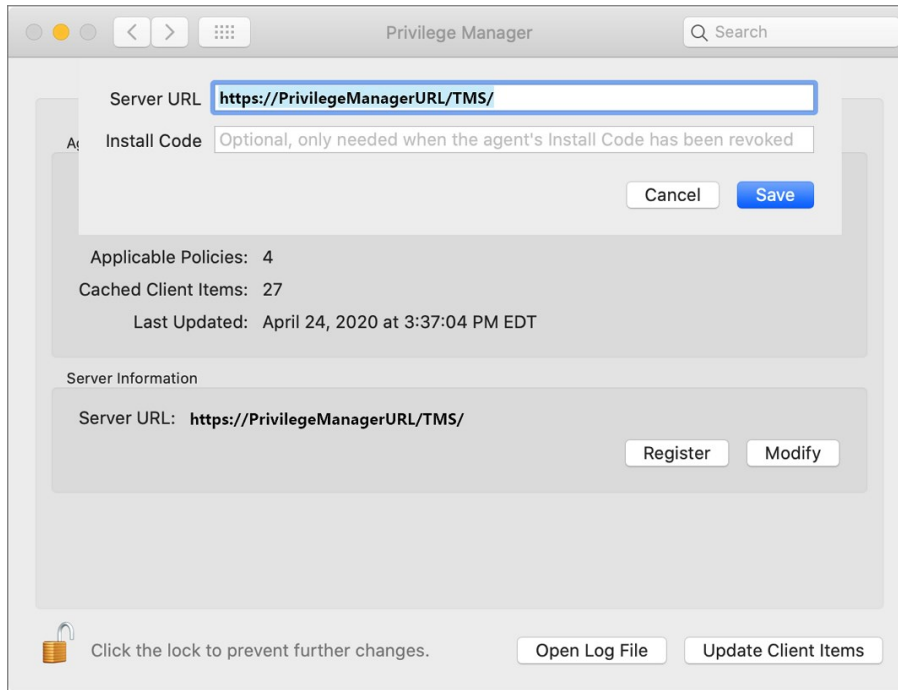 Privilege Manager
Search
Server URL https://PrivilegeManagerURL/TMS/
Install Code Optional, only needed when the agent's Install Code has been revoked
Cancel Save
Applicable Policies: 4
Cached Client Items: 27
Last Updated: April 24, 2020 at 3:37:04 PM EDT
Server Information
Server URL: https://PrivilegeManagerURL/TMS/
Register Modify
Click the lock to prevent further changes.
Open Log File Update Client Items